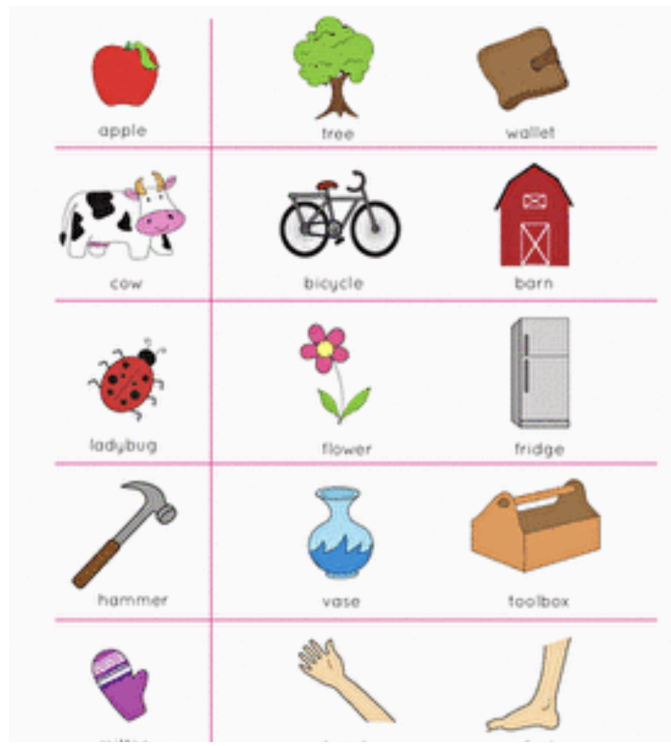 apple tree wallet
cow bicycle barn
ladybug flower fridge
hammer vase toolbox